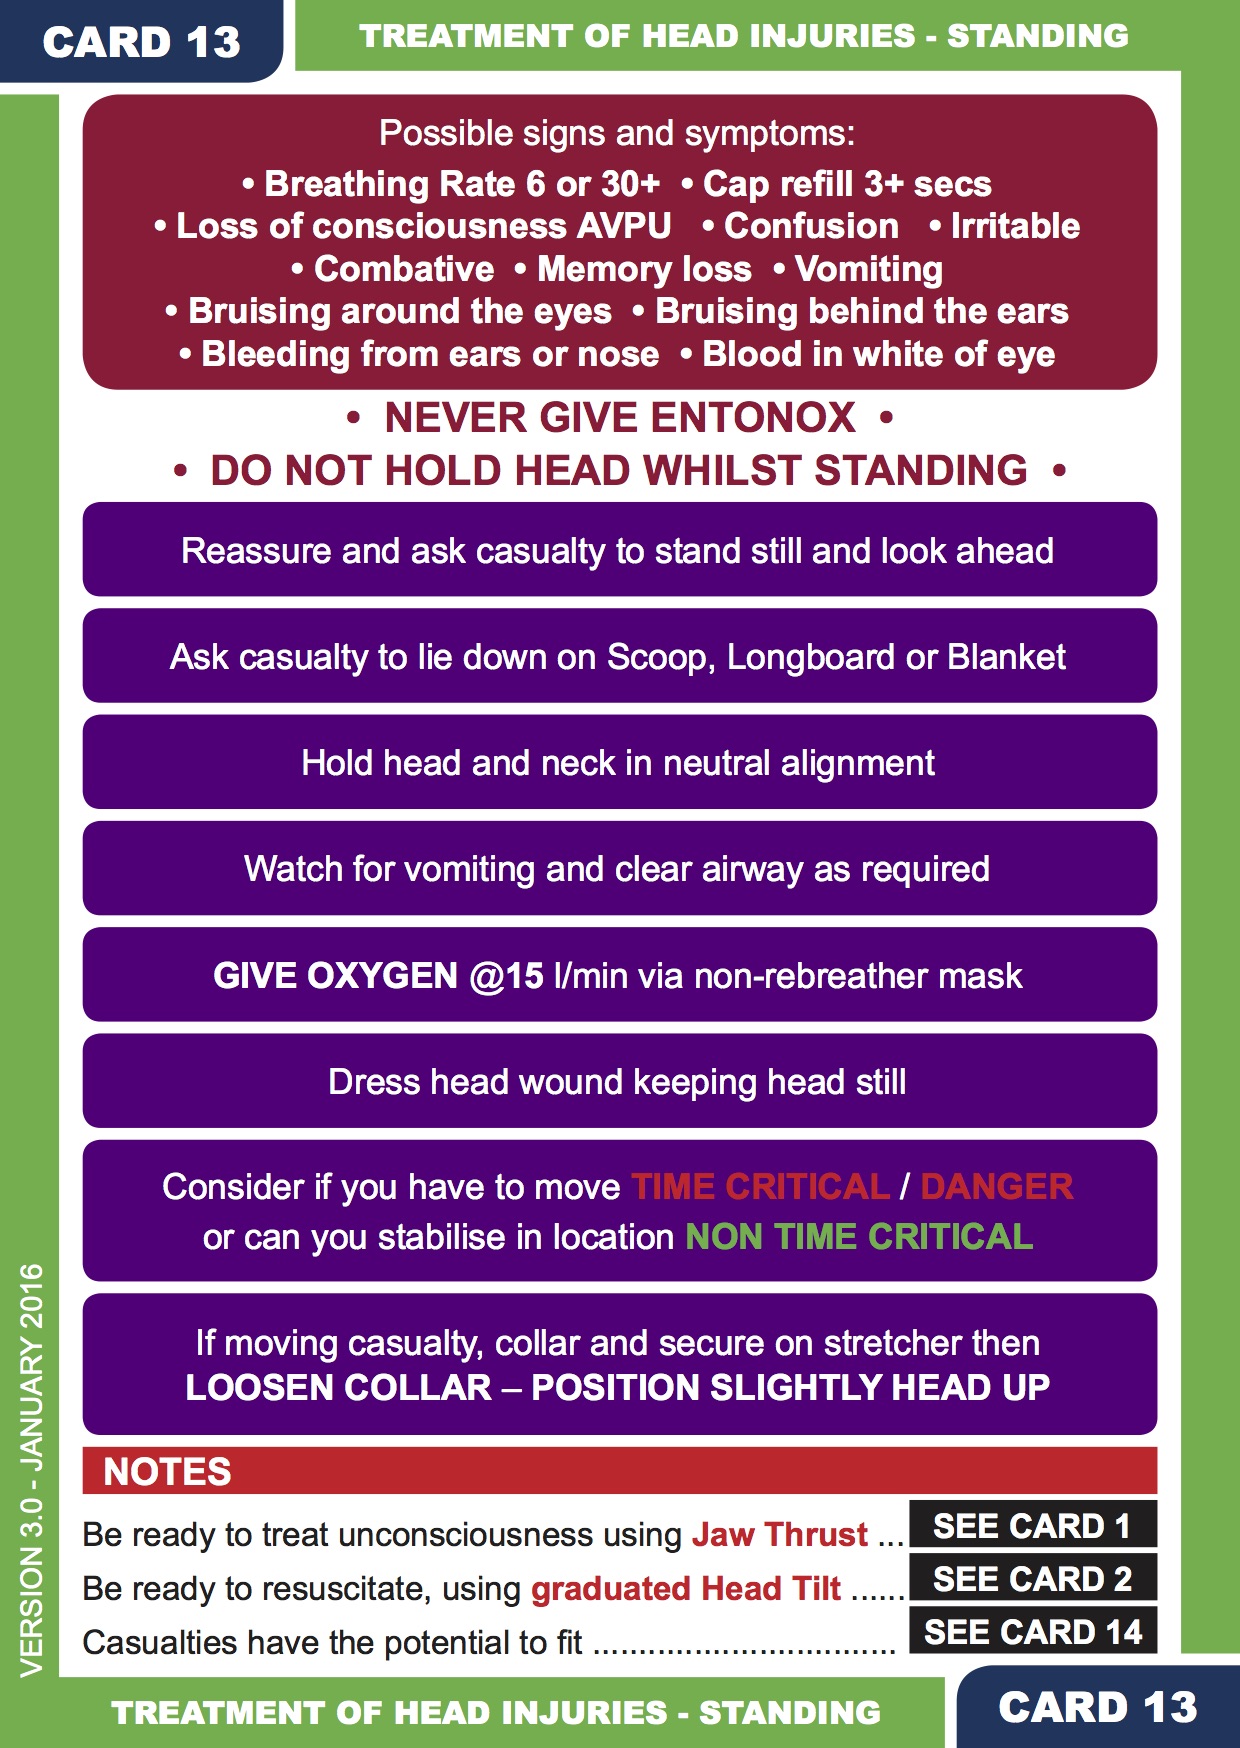 CARD 13
TREATMENT OF HEAD INJURIES - STANDING
Possible signs and symptoms:
• Breathing Rate 6 or 30+ • Cap refill 3+ secs
• Loss of consciousness AVPU • Confusion • Irritable
• Combative • Memory loss • Vomiting
• Bruising around the eyes • Bruising behind the ears
• Bleeding from ears or nose • Blood in white of eye
• NEVER GIVE ENTONOX •
• DO NOT HOLD HEAD WHILST STANDING •
Reassure and ask casualty to stand still and look ahead
Ask casualty to lie down on Scoop, Longboard or Blanket
Hold head and neck in neutral alignment
Watch for vomiting and clear airway as required
GIVE OXYGEN @15 l/min via non-rebreather mask
Dress head wound keeping head still
Consider if you have to move TIME CRITICAL / DANGER
or can you stabilise in location NON TIME CRITICAL
If moving casualty, collar and secure on stretcher then
LOOSEN COLLAR – POSITION SLIGHTLY HEAD UP
NOTES
Be ready to treat unconsciousness using Jaw Thrust ... SEE CARD 1
Be ready to resuscitate, using graduated Head Tilt ...... SEE CARD 2
Casualties have the potential to fit .................................. SEE CARD 14
VERSION 3.0 - JANUARY 2016
TREATMENT OF HEAD INJURIES - STANDING
CARD 13